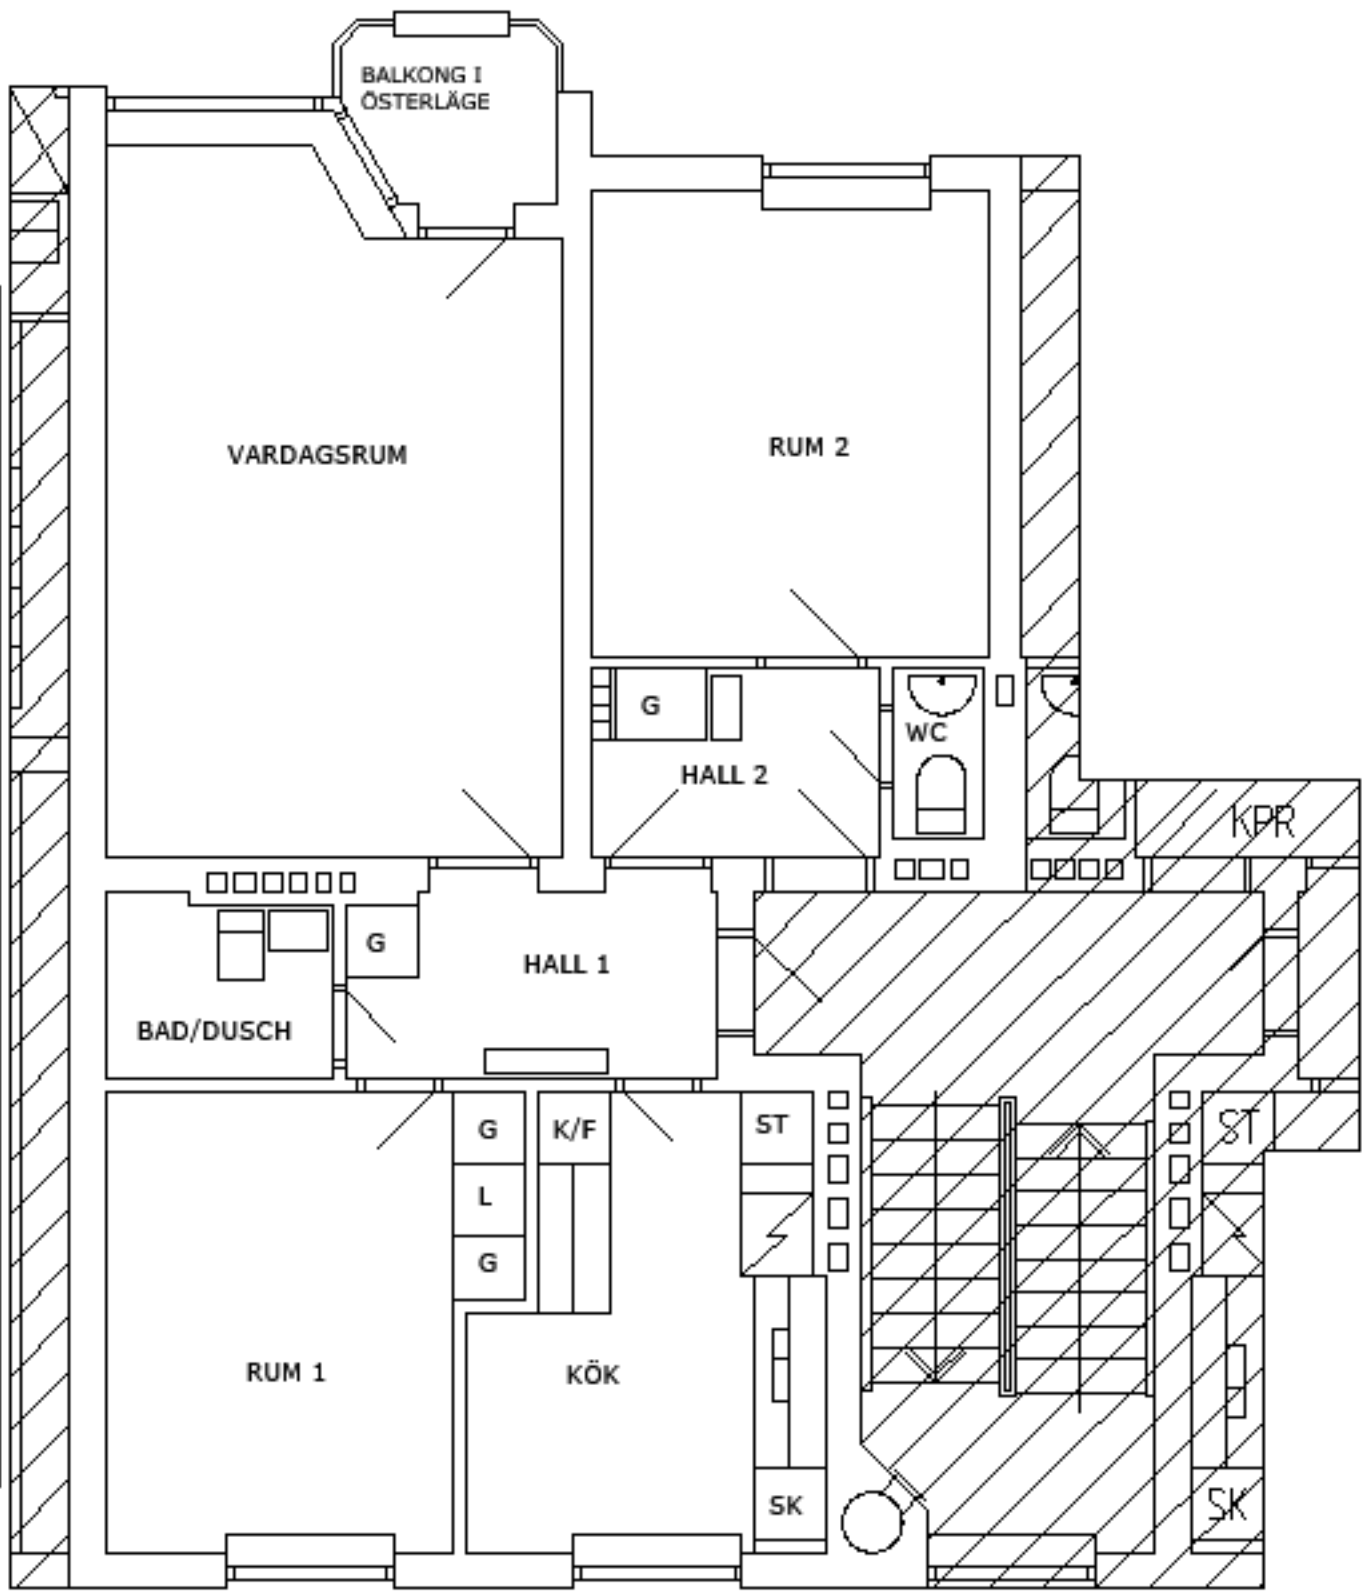 BALKONG I
ÖSTERLÄGE
VARDAGSRUM
RUM 2
G
WC
HALL 2
KPR
G
HALL 1
BAD/DUSCH
G
K/F
ST
ST
L
G
RUM 1
KÖK
SK
SK